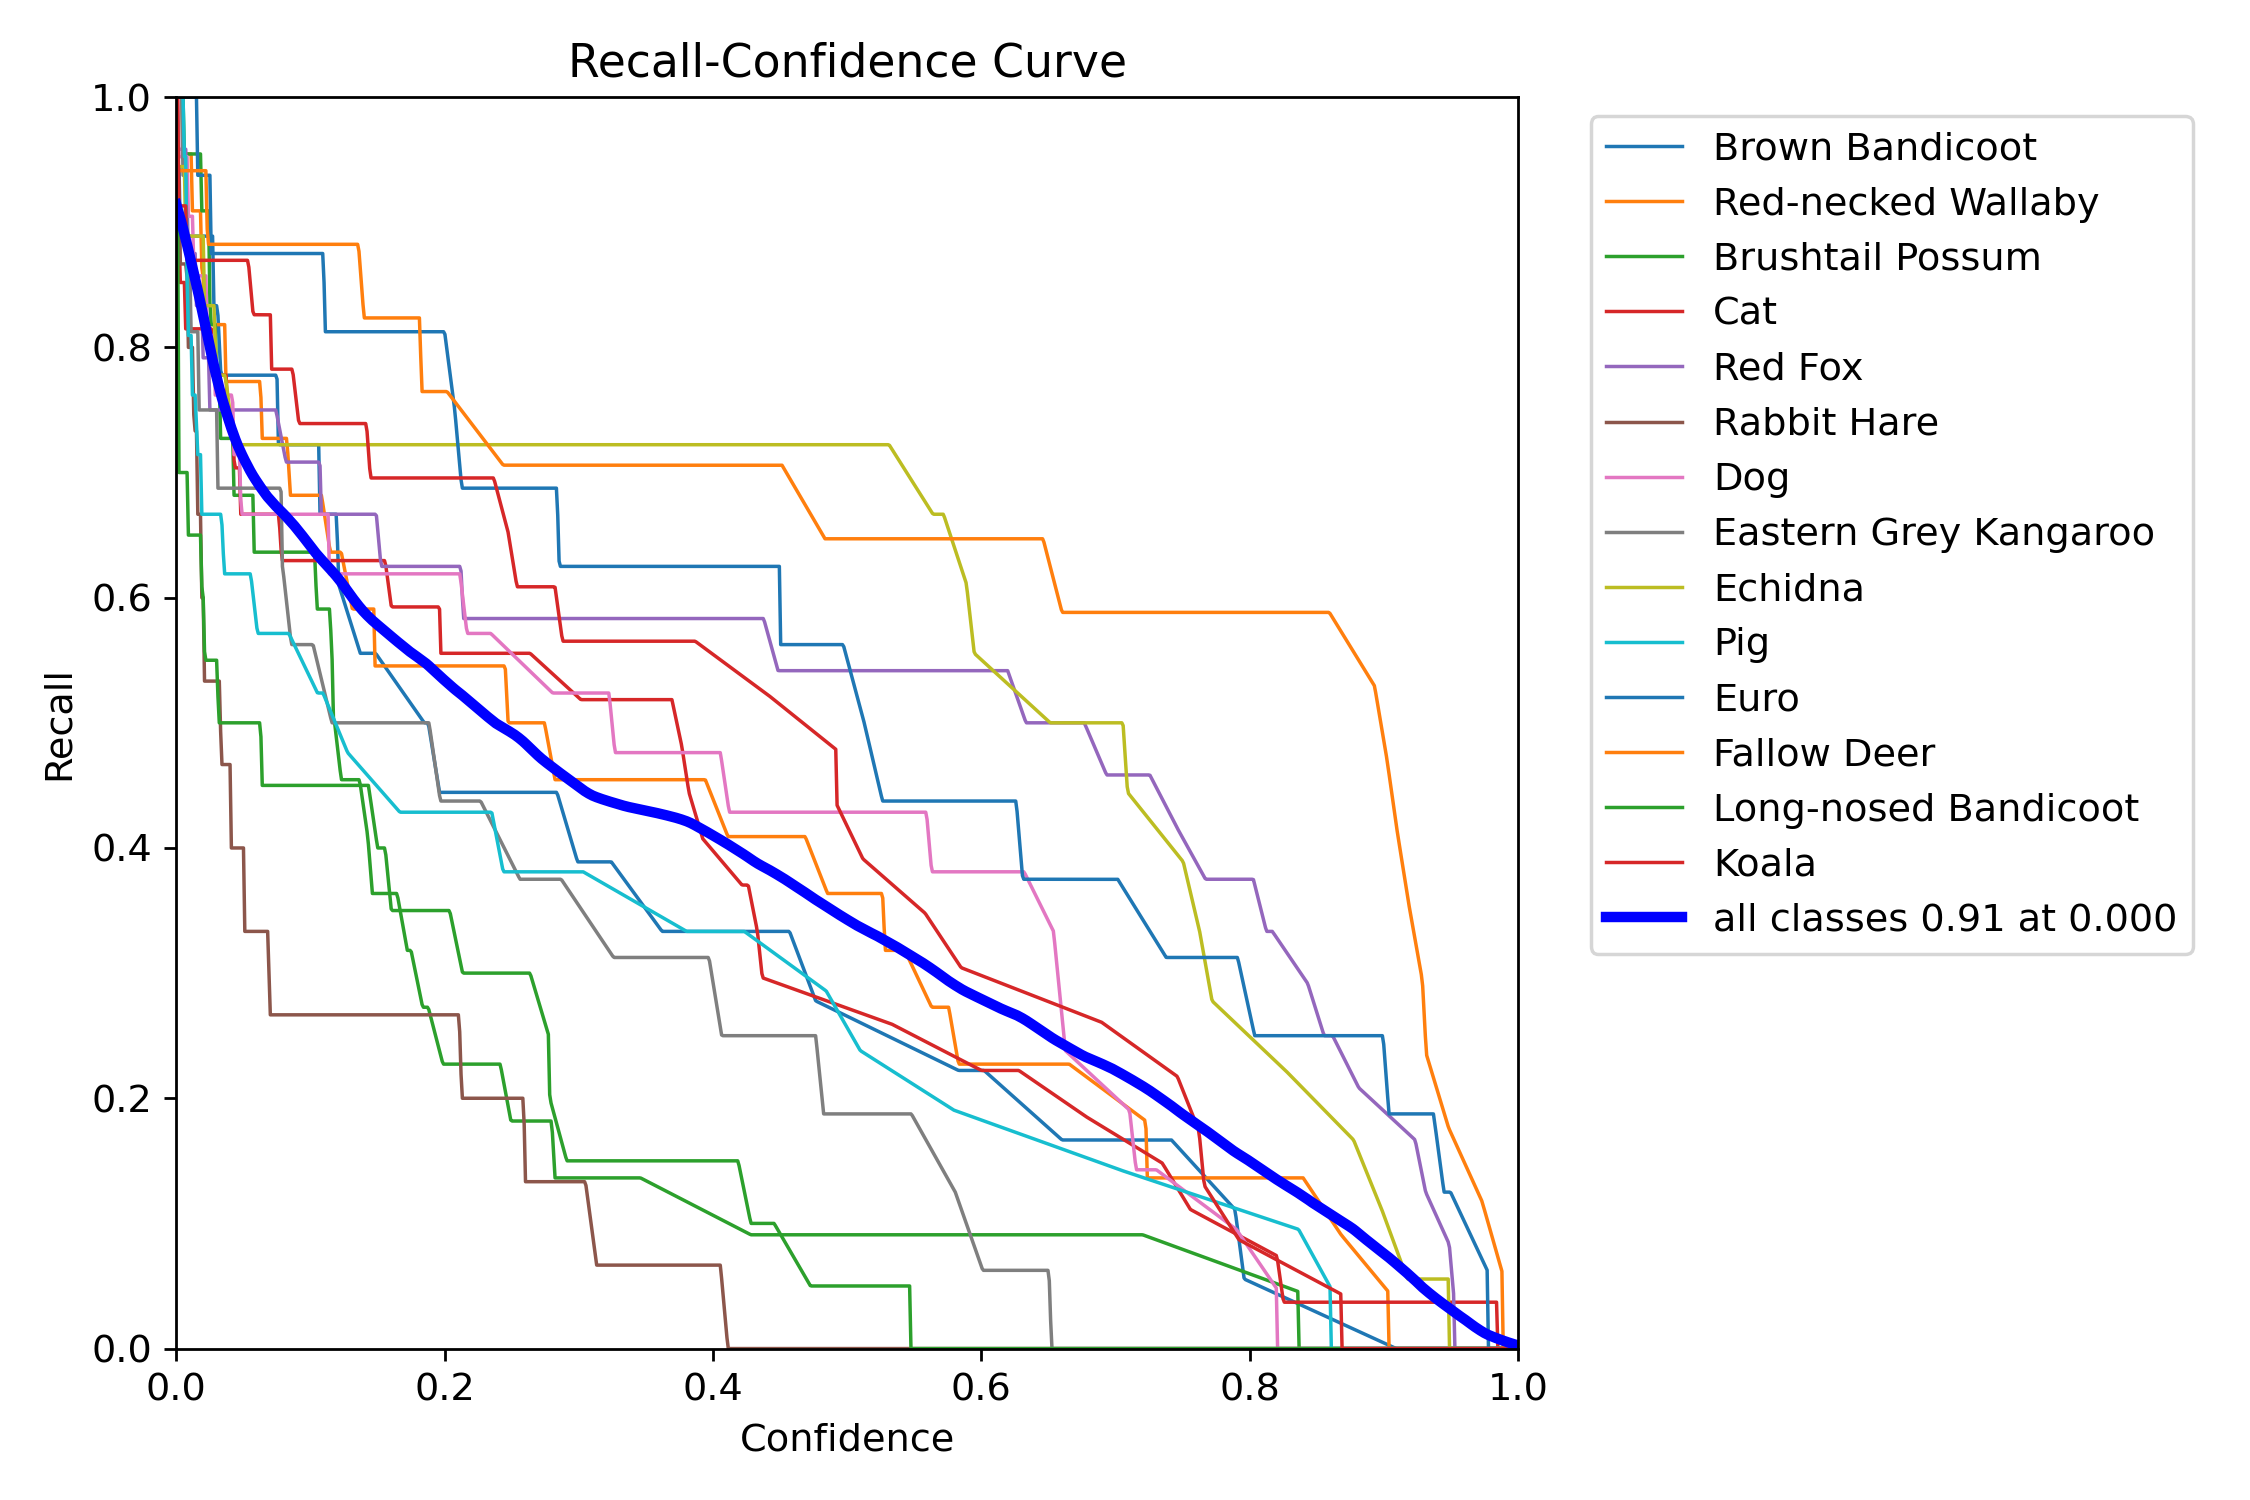 Recall-Confidence Curve
1.0
0.8
0.6
0.4
0.2
0.0
Recall
0.0 0.2 0.4 0.6 0.8 1.0
Confidence
Brown Bandicoot
Red-necked Wallaby
Brushtail Possum
Cat
Red Fox
Rabbit Hare
Dog
Eastern Grey Kangaroo
Echidna
Pig
Euro
Fallow Deer
Long-nosed Bandicoot
Koala
all classes 0.91 at 0.000